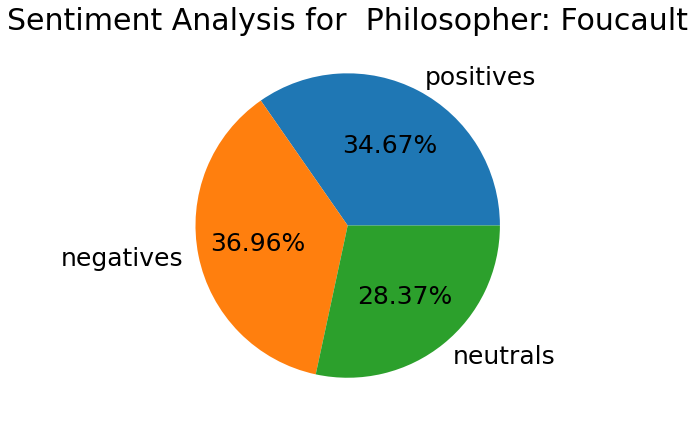 Sentiment Analysis for  Philosopher: Foucault
positives
34.67%
36.96%
negatives
28.37%
neutrals